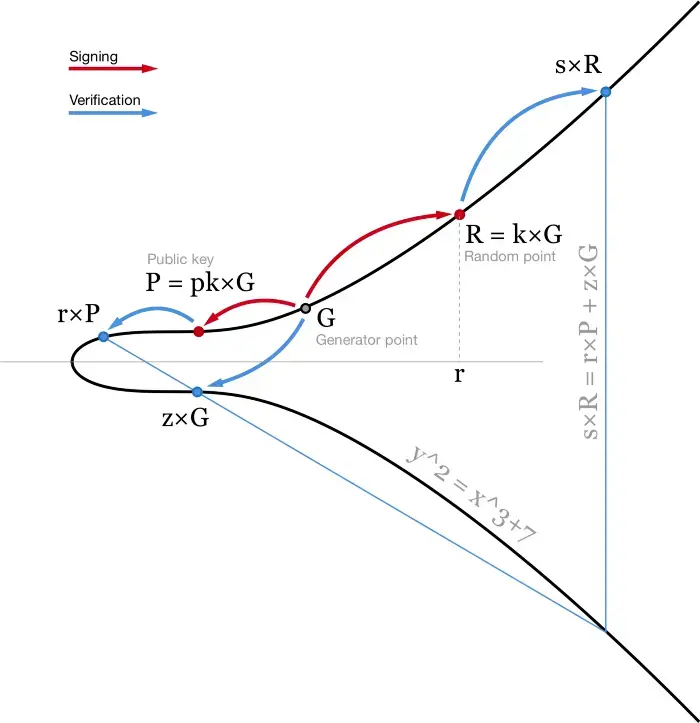 Signing
Verification
s×R
R = k×G
Random point
Public key
P = pk×G
r×P
G
Generator point
r
z×G
s×R = r×P + z×G
y^2 = x^3+7